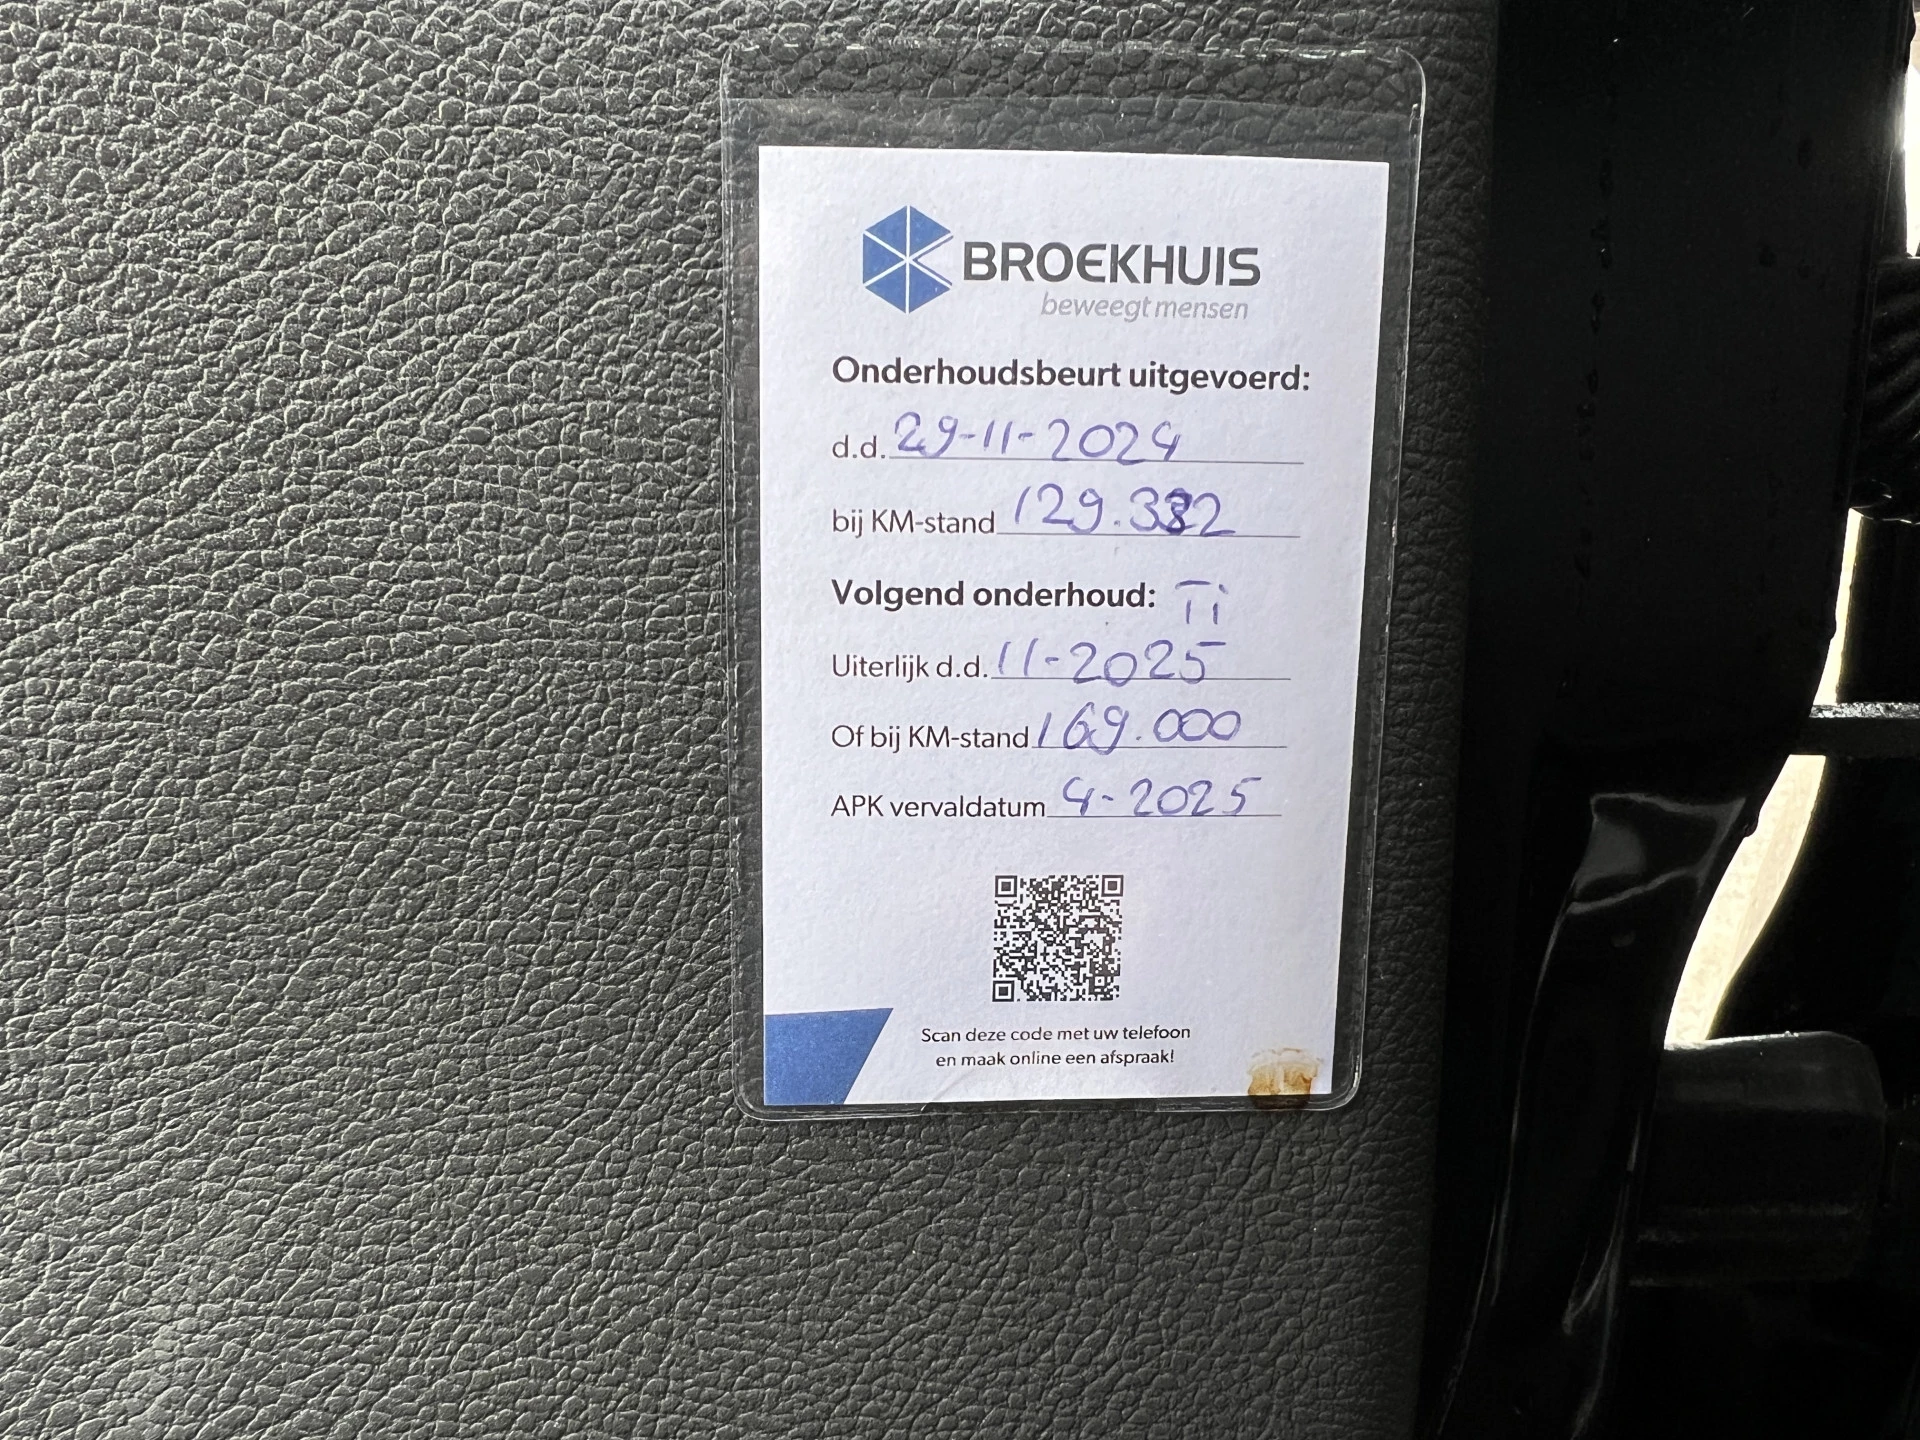 BROEKHUIS
beweegt mensen
Onderhoudsbeurt uitgevoerd:
d.d. 29-11-2024
bij KM-stand 129.332
Volgend onderhoud: Ti
Uiterlijk d.d. 11-2025
Of bij KM-stand 169.000
APK vervaldatum 4-2025
Scan deze code met uw telefoon
en maak online een afspraak!